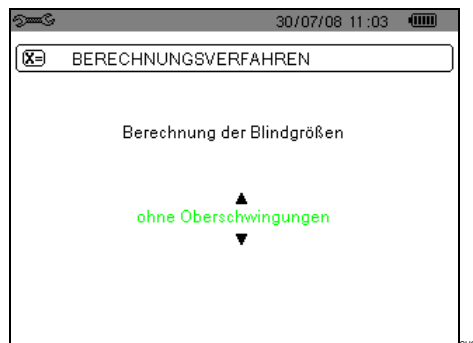 30/07/08 11:03
X= BERECHNUNGSVERFAHREN
Berechnung der Blindgrößen
ohne Oberschwingungen